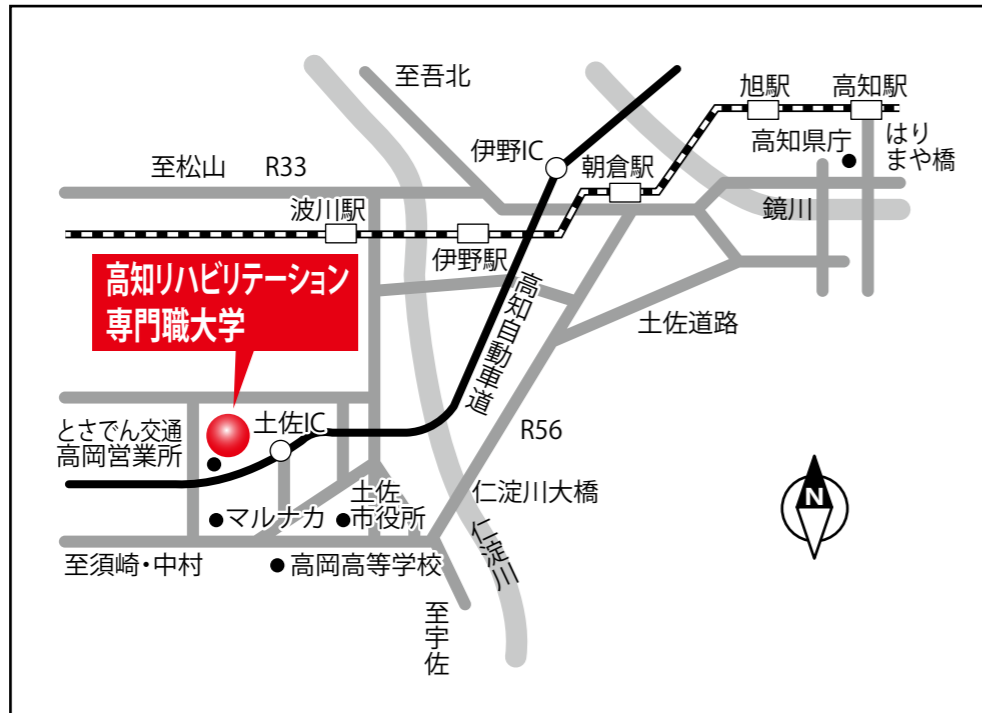 至吾北
旭駅
高知駅
高知県庁
はり
まや橋
伊野IC
朝倉駅
至松山
R33
波川駅
鏡川
伊野駅
高知リハビリテーション
専門職大学
高知自動車道
土佐道路
とさでん交通
高岡営業所
土佐IC
R56
土佐
市役所
仁淀川大橋
マルナカ
仁淀川
N
至須崎・中村
高岡高等学校
至宇佐